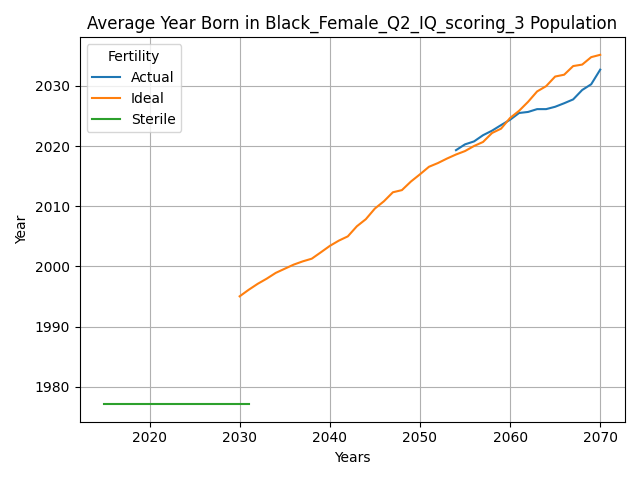 Average Year Born in Black_Female_Q2_IQ_scoring_3 Population
Fertility
Actual
Ideal
Sterile
Year
2030
2020
2010
2000
1990
1980
2020 2030 2040 2050 2060 2070
Years